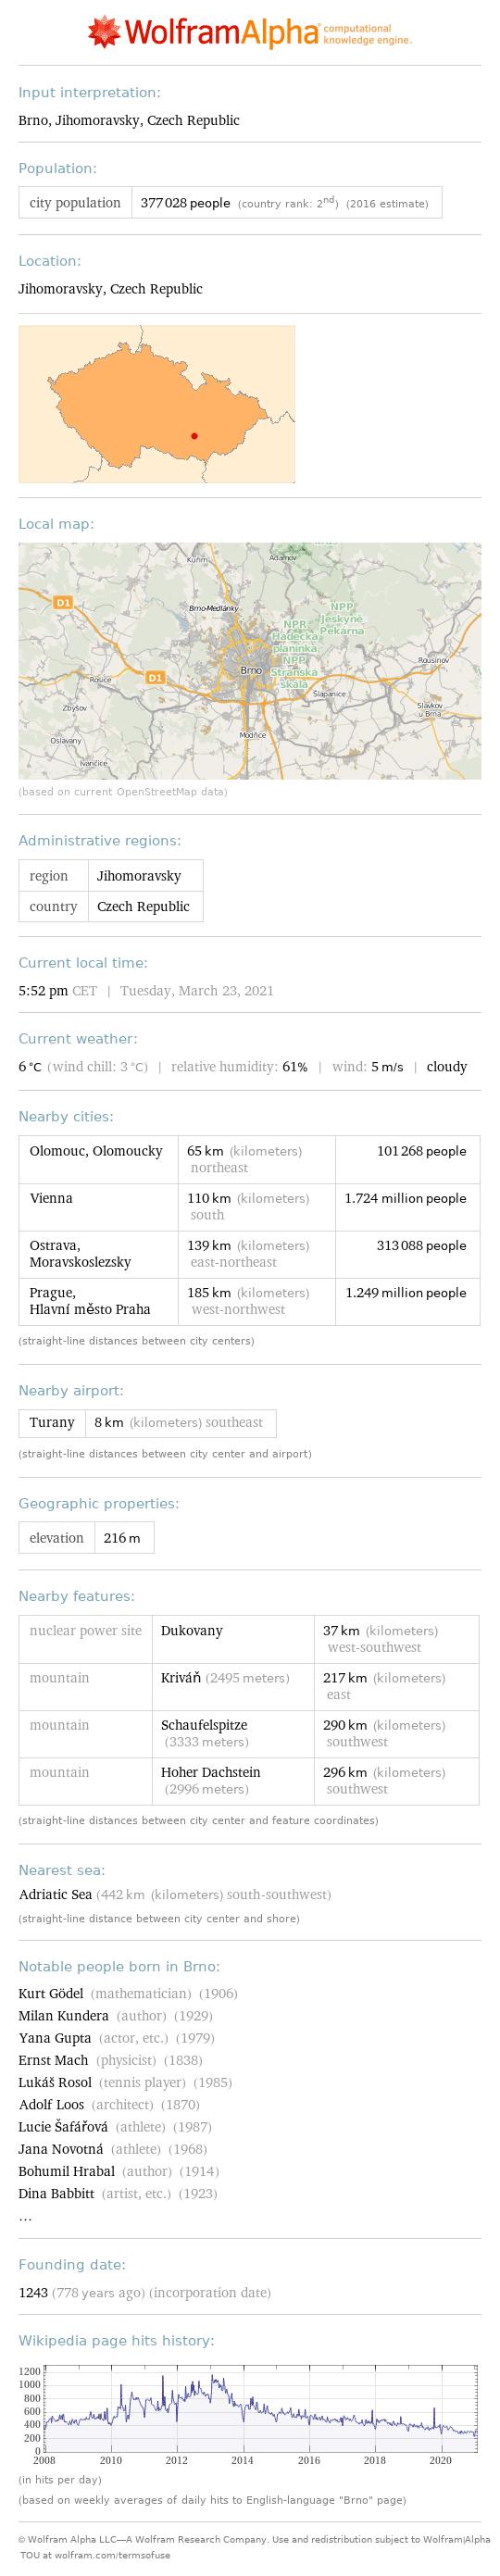 WolframAlpha computational knowledge engine.
Input interpretation:
Brno, Jihomoravsky, Czech Republic
Population:
city population 377 028 people (country rank: 2nd) (2016 estimate)
Location:
Jihomoravsky, Czech Republic
Local map:
Kuřim
Adamov
D1
Brno-Medlánky
NPP
Jeskyně
Pekárna
NPR
Hádecká
planinka
NPP
Stránská
skála
Brno
Rousínov
D1
Rosice
Šlapanice
Zbýšov
Slavkov
u Brna
Modřice
Oslavany
Ivančice
(based on current OpenStreetMap data)
Administrative regions:
region Jihomoravsky
country Czech Republic
Current local time:
5:52 pm CET | Tuesday, March 23, 2021
Current weather:
6 °C (wind chill: 3 °C) | relative humidity: 61% | wind: 5 m/s | cloudy
Nearby cities:
Olomouc, Olomoucky 65 km (kilometers) northeast 101 268 people
Vienna 110 km (kilometers) south 1.724 million people
Ostrava, Moravskoslezsky 139 km (kilometers) east-northeast 313 088 people
Prague, Hlavní město Praha 185 km (kilometers) west-northwest 1.249 million people
(straight-line distances between city centers)
Nearby airport:
Turany 8 km (kilometers) southeast
(straight-line distances between city center and airport)
Geographic properties:
elevation 216 m
Nearby features:
nuclear power site Dukovany 37 km (kilometers) west-southwest
mountain Kriváň (2495 meters) 217 km (kilometers) east
mountain Schaufelspitze (3333 meters) 290 km (kilometers) southwest
mountain Hoher Dachstein (2996 meters) 296 km (kilometers) southwest
(straight-line distances between city center and feature coordinates)
Nearest sea:
Adriatic Sea (442 km (kilometers) south-southwest)
(straight-line distance between city center and shore)
Notable people born in Brno:
Kurt Gödel (mathematician) (1906)
Milan Kundera (author) (1929)
Yana Gupta (actor, etc.) (1979)
Ernst Mach (physicist) (1838)
Lukáš Rosol (tennis player) (1985)
Adolf Loos (architect) (1870)
Lucie Šafářová (athlete) (1987)
Jana Novotná (athlete) (1968)
Bohumil Hrabal (author) (1914)
Dina Babbitt (artist, etc.) (1923)
…
Founding date:
1243 (778 years ago) (incorporation date)
Wikipedia page hits history:
1200
1000
800
600
400
200
0
2008 2010 2012 2014 2016 2018 2020
(in hits per day)
(based on weekly averages of daily hits to English-language "Brno" page)
© Wolfram Alpha LLC—A Wolfram Research Company. Use and redistribution subject to Wolfram|Alpha
TOU at wolfram.com/termsofuse